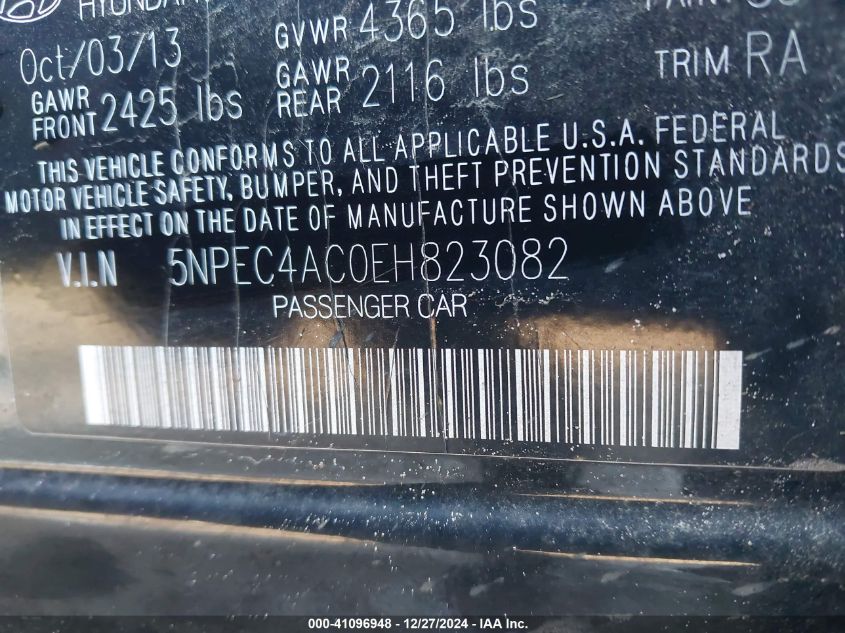 HYUNDAI
Oct/03/13
GVWR 4365 lbs
GAWR FRONT 2425 lbs
GAWR REAR 2116 lbs
TRIM RA
THIS VEHICLE CONFORMS TO ALL APPLICABLE U.S.A. FEDERAL
MOTOR VEHICLE SAFETY, BUMPER, AND THEFT PREVENTION STANDARDS
IN EFFECT ON THE DATE OF MANUFACTURE SHOWN ABOVE
V.I.N 5NPEC4AC0EH823082
PASSENGER CAR
000-41096948 - 12/27/2024 - IAA Inc.